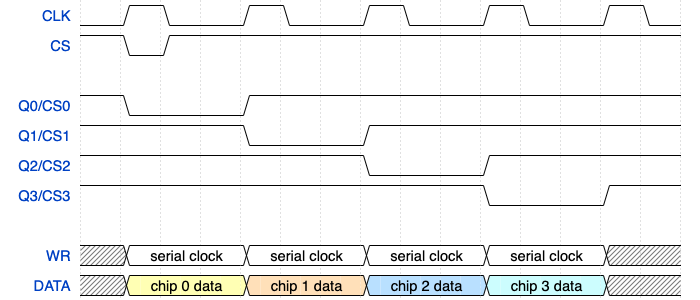 CLK
CS
Q0/CS0
Q1/CS1
Q2/CS2
Q3/CS3
WR serial clock serial clock serial clock serial clock
DATA chip 0 data chip 1 data chip 2 data chip 3 data